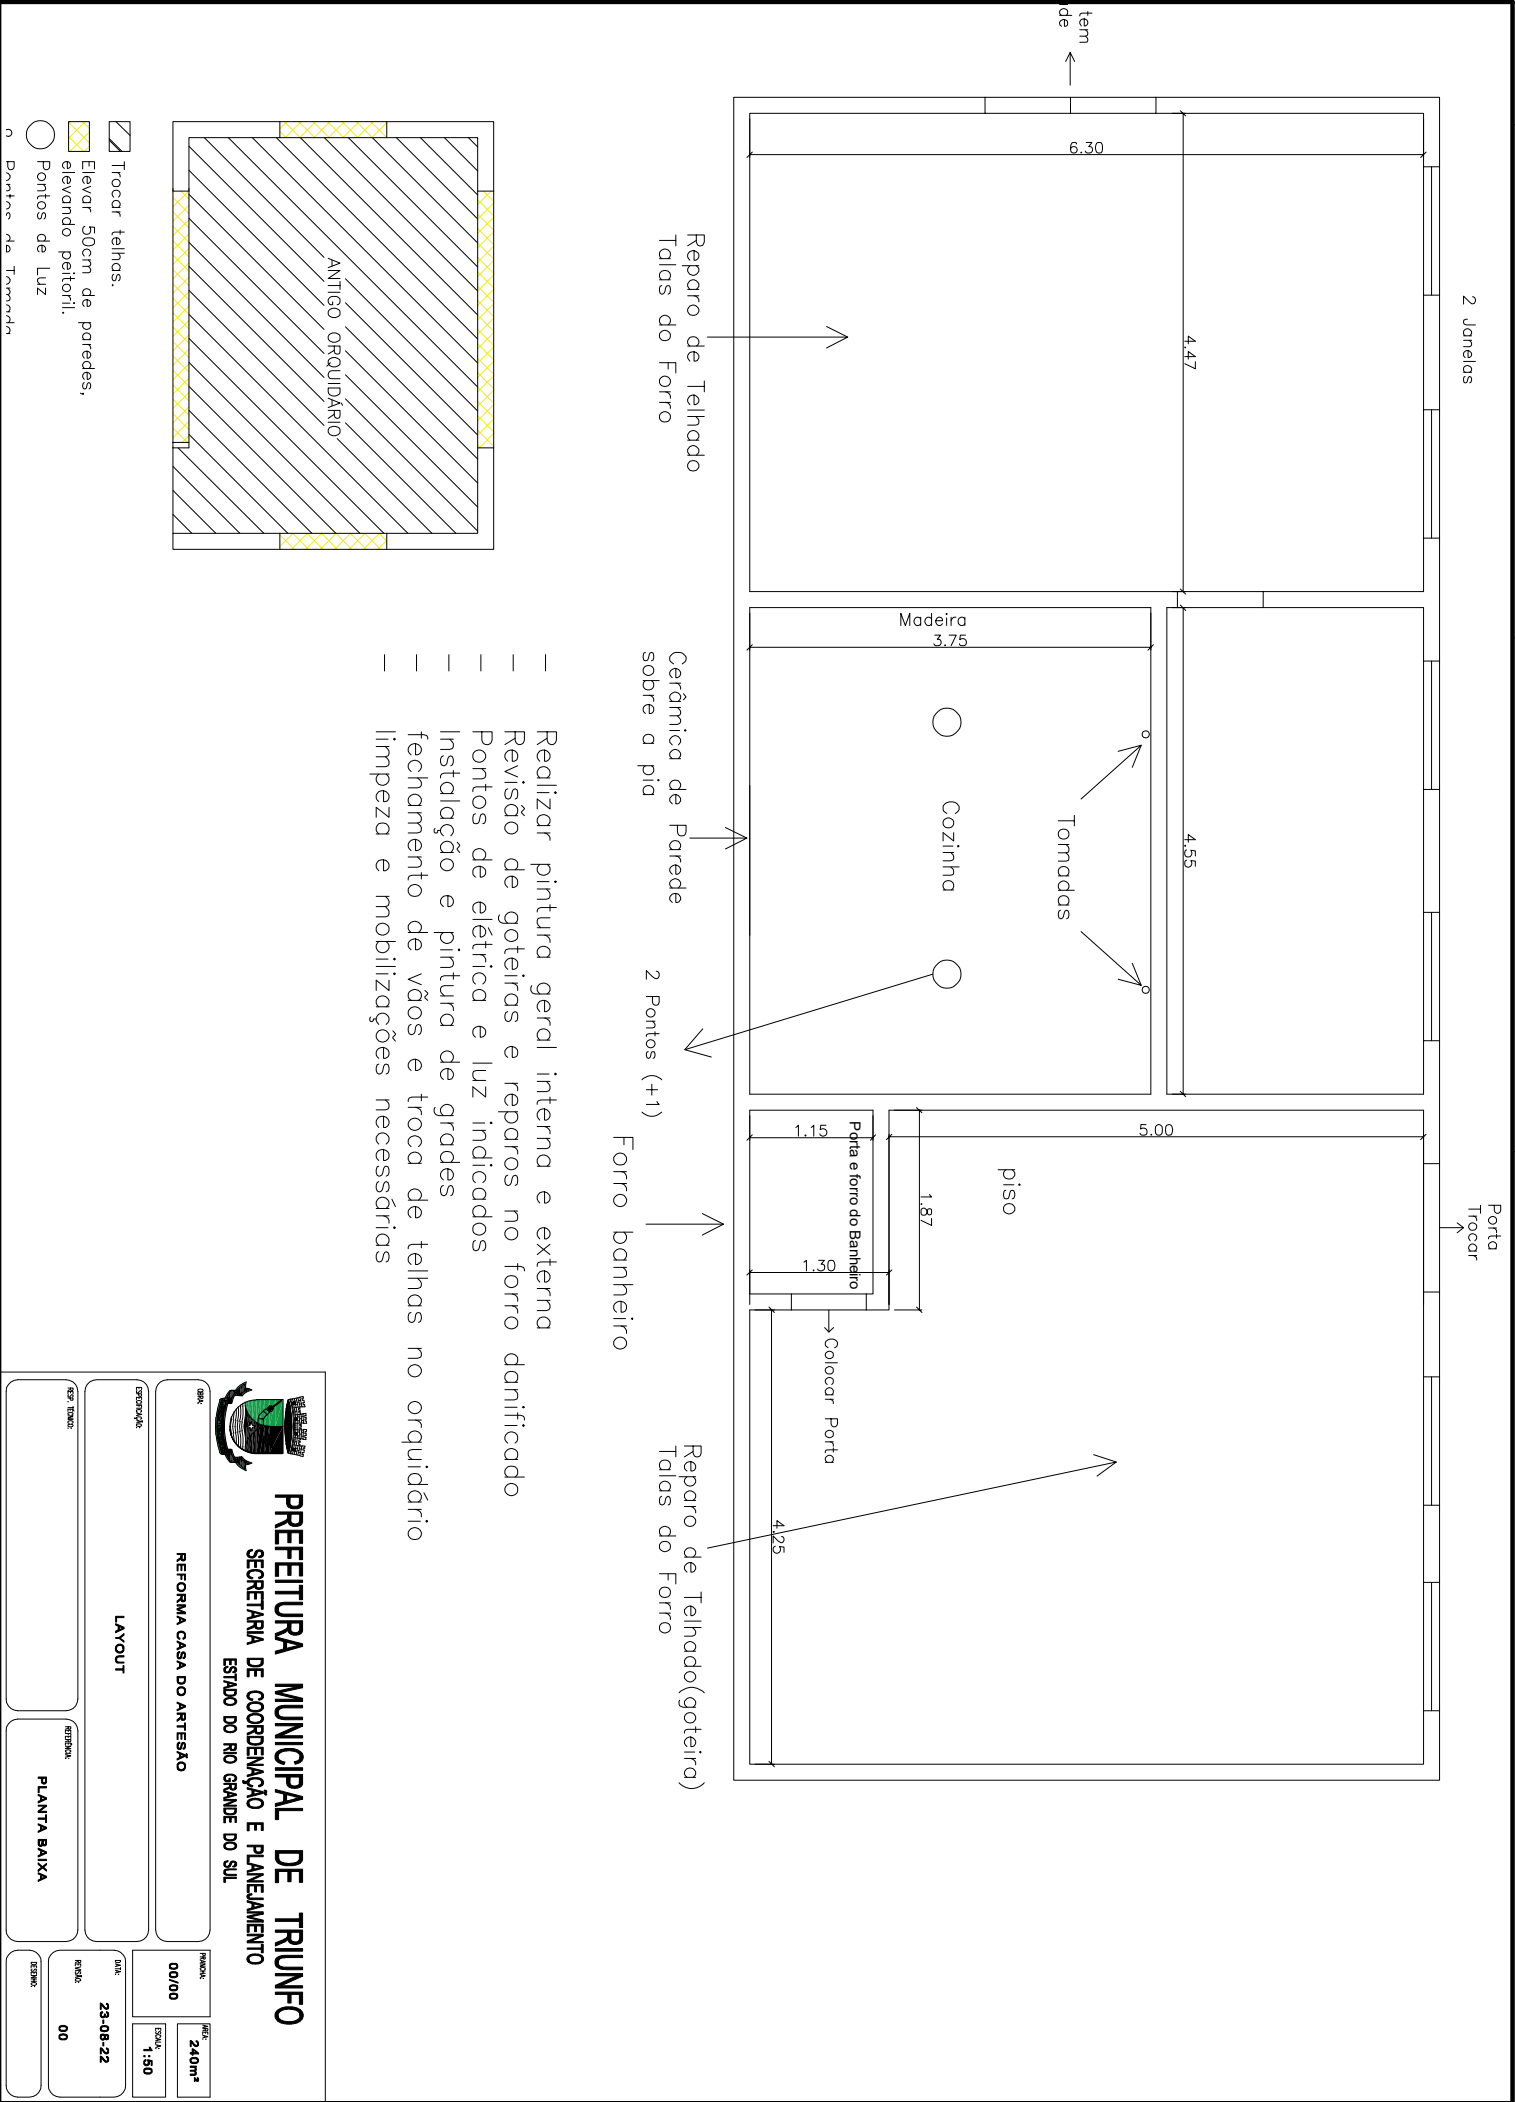 2 Janelas
Porta
Trocar
tem
de
6.30
4.47
4.55
5.00
Madeira
3.75
Tomadas
Cozinha
piso
1.87
Porta e forro do Banheiro
1.15
1.30
Colocar Porta
4.25
Reparo de Telhado
Talas do Forro
Cerâmica de Parede
sobre a pia
2 Pontos (+1)
Forro banheiro
Reparo de Telhado(goteira)
Talas do Forro
- Realizar pintura geral interna e externa
- Revisão de goteiras e reparos no forro danificado
- Pontos de elétrica e luz indicados
- Instalação e pintura de grades
- fechamento de vãos e troca de telhas no orquidário
- limpeza e mobilizações necessárias
ANTIGO ORQUIDÁRIO
Trocar telhas.
Elevar 50cm de paredes,
elevando peitoril.
Pontos de Luz
Pontos de Tomada
PREFEITURA MUNICIPAL DE TRIUNFO
SECRETARIA DE COORDENAÇÃO E PLANEJAMENTO
ESTADO DO RIO GRANDE DO SUL
OBRA:
REFORMA CASA DO ARTESÃO
PRANCHA:
00/00
ÁREA:
240m²
ESCALA:
1:50
ESPECIFICAÇÃO:
LAYOUT
DATA:
23-08-22
REVISÃO:
00
RESP. TÉCNICO:
REFERÊNCIA:
PLANTA BAIXA
DESENHO: